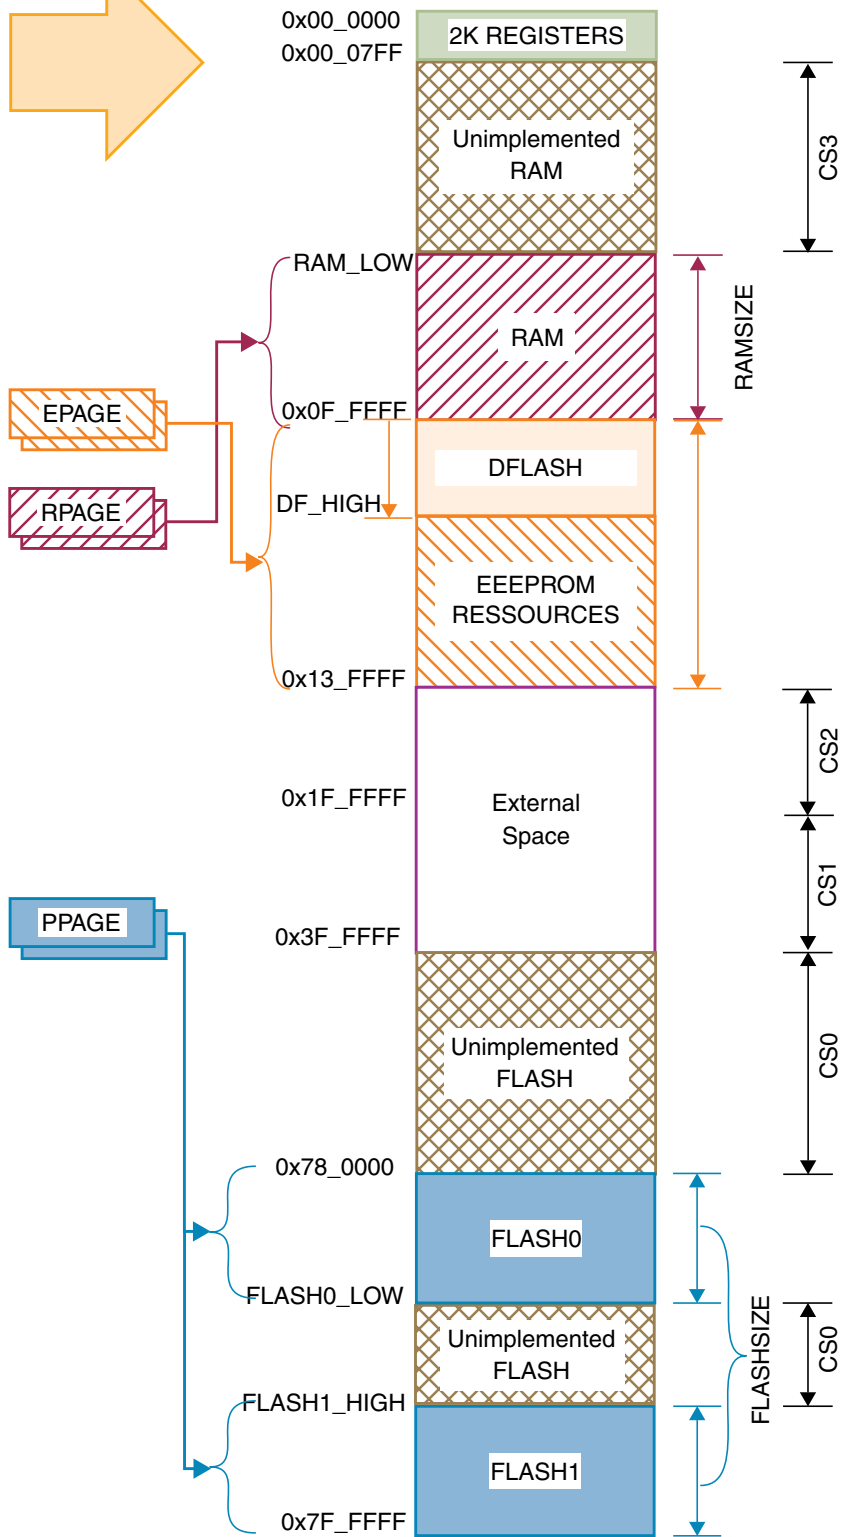 0x00_0000
2K REGISTERS
0x00_07FF
Unimplemented
RAM
CS3
RAM_LOW
RAM
RAMSIZE
0x0F_FFFF
EPAGE
DFLASH
DF_HIGH
RPAGE
EEEPROM
RESSOURCES
0x13_FFFF
CS2
0x1F_FFFF
External
Space
CS1
PPAGE
0x3F_FFFF
Unimplemented
FLASH
CS0
0x78_0000
FLASH0
FLASH0_LOW
Unimplemented
FLASH
CS0
FLASHSIZE
FLASH1_HIGH
FLASH1
0x7F_FFFF